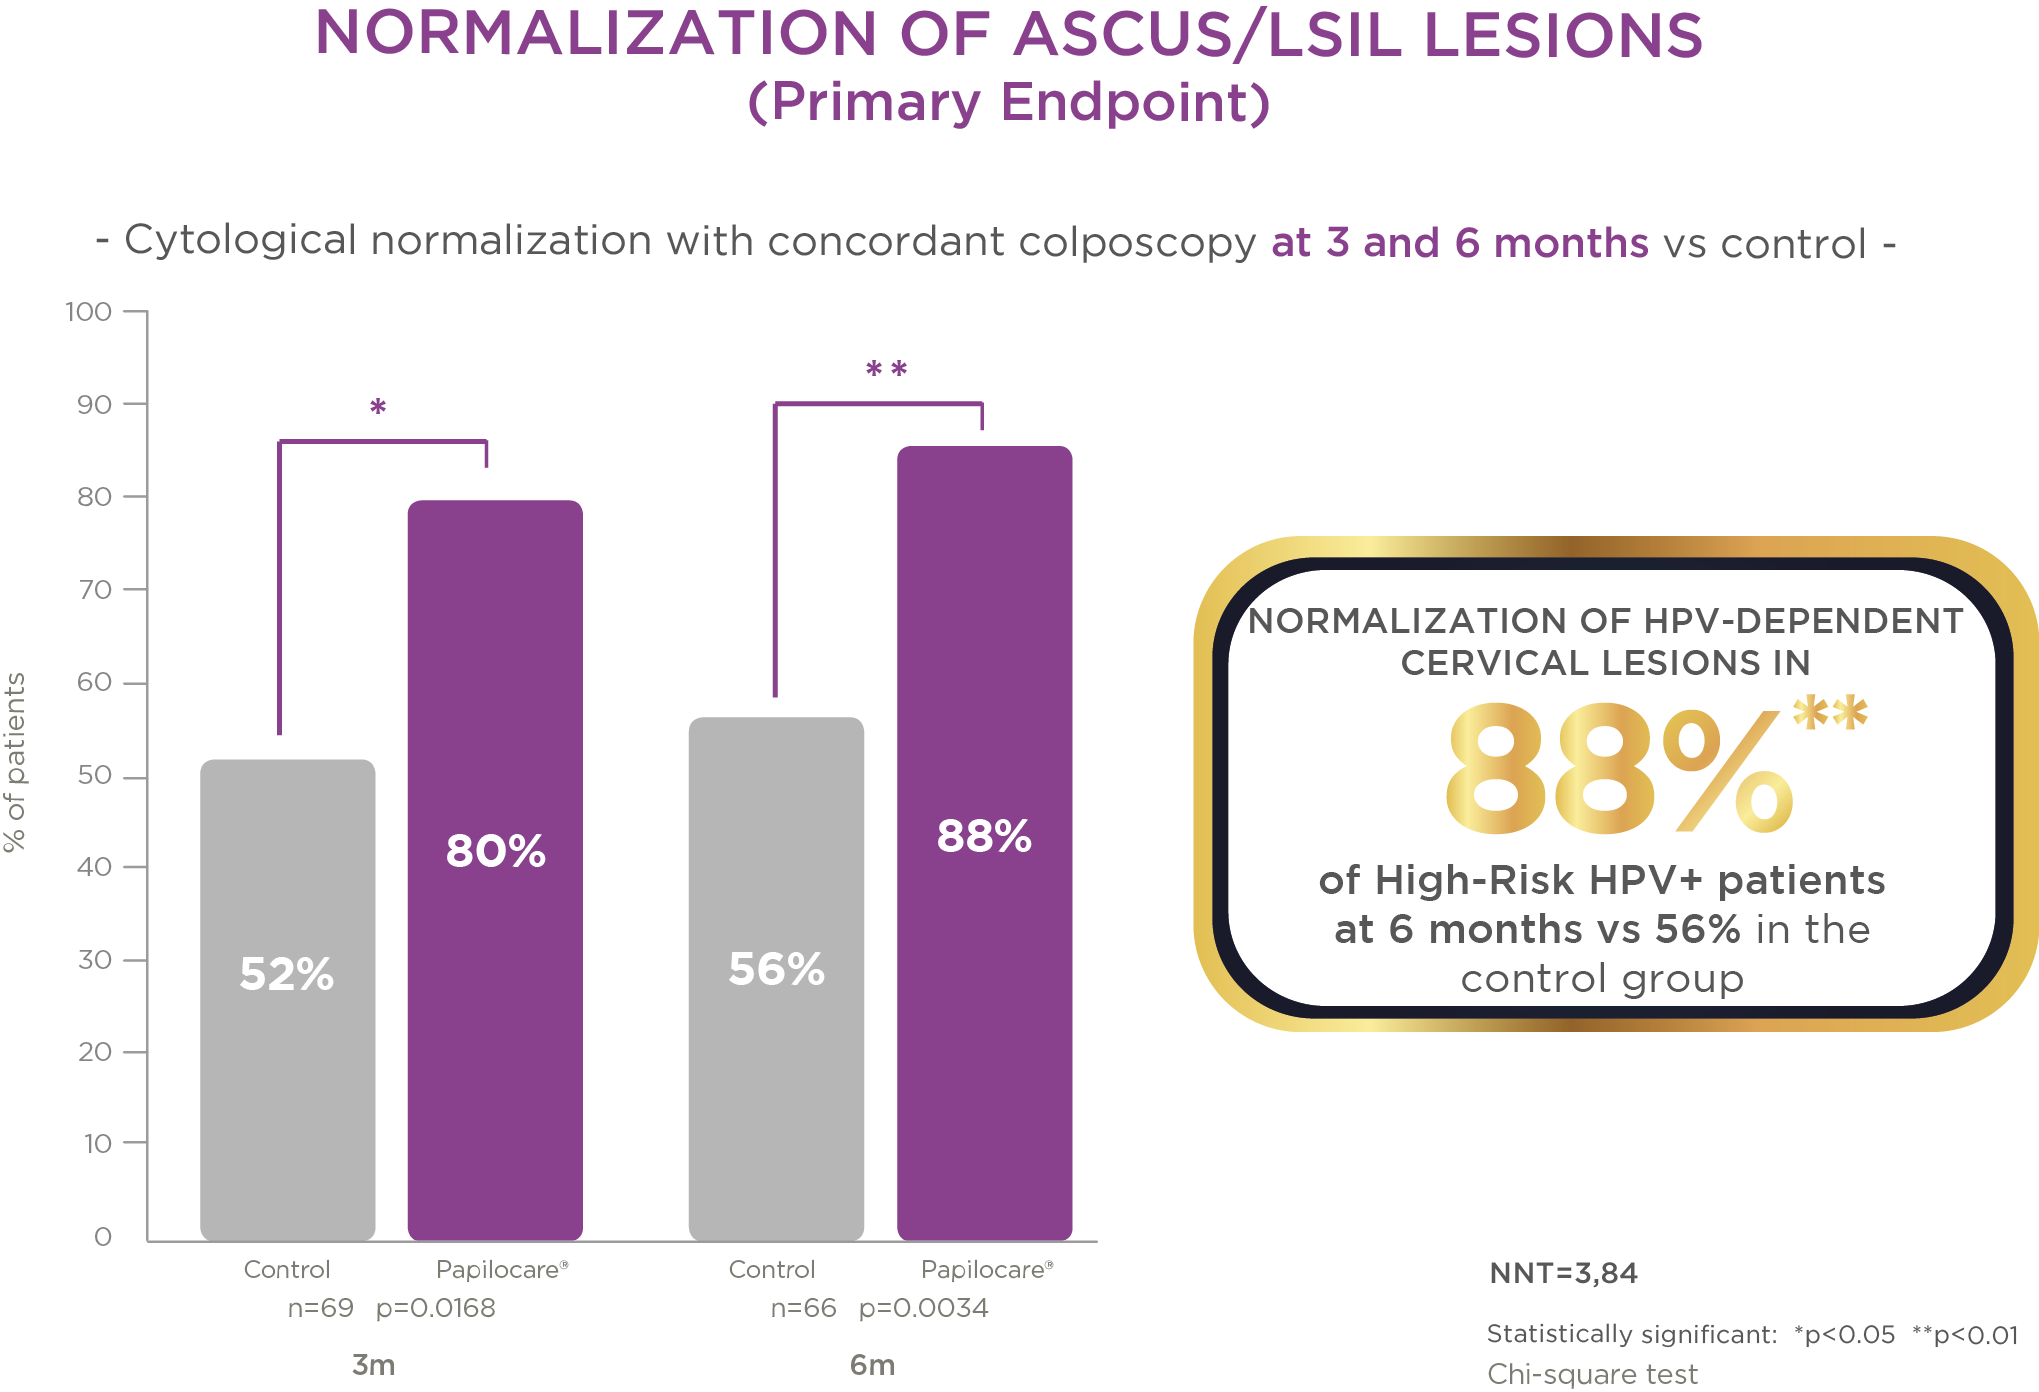 NORMALIZATION OF ASCUS/LSIL LESIONS
(Primary Endpoint)
- Cytological normalization with concordant colposcopy at 3 and 6 months vs control -
% of patients
100
90
80
70
60
50
40
30
20
10
0
*
**
52%
80%
56%
88%
Control Papilocare® Control Papilocare®
n=69 p=0.0168 n=66 p=0.0034
3m 6m
NORMALIZATION OF HPV-DEPENDENT
CERVICAL LESIONS IN
88%**
of High-Risk HPV+ patients
at 6 months vs 56% in the
control group
NNT=3,84
Statistically significant: *p<0.05 **p<0.01
Chi-square test